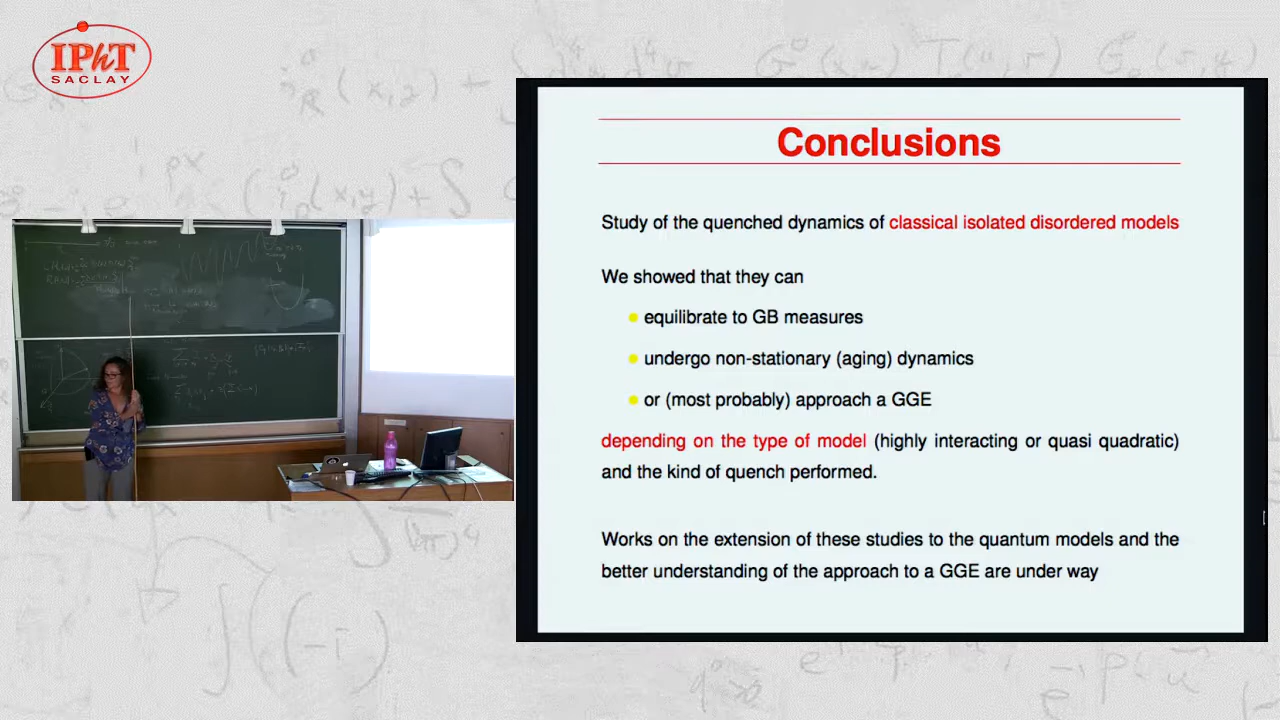 IPhT
SACLAY
Conclusions
Study of the quenched dynamics of classical isolated disordered models
We showed that they can
equilibrate to GB measures
undergo non-stationary (aging) dynamics
or (most probably) approach a GGE
depending on the type of model (highly interacting or quasi quadratic)
and the kind of quench performed.
Works on the extension of these studies to the quantum models and the
better understanding of the approach to a GGE are under way